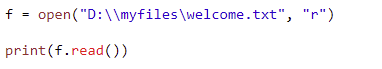 f = open("D:\\myfiles\welcome.txt", "r")
print(f.read())